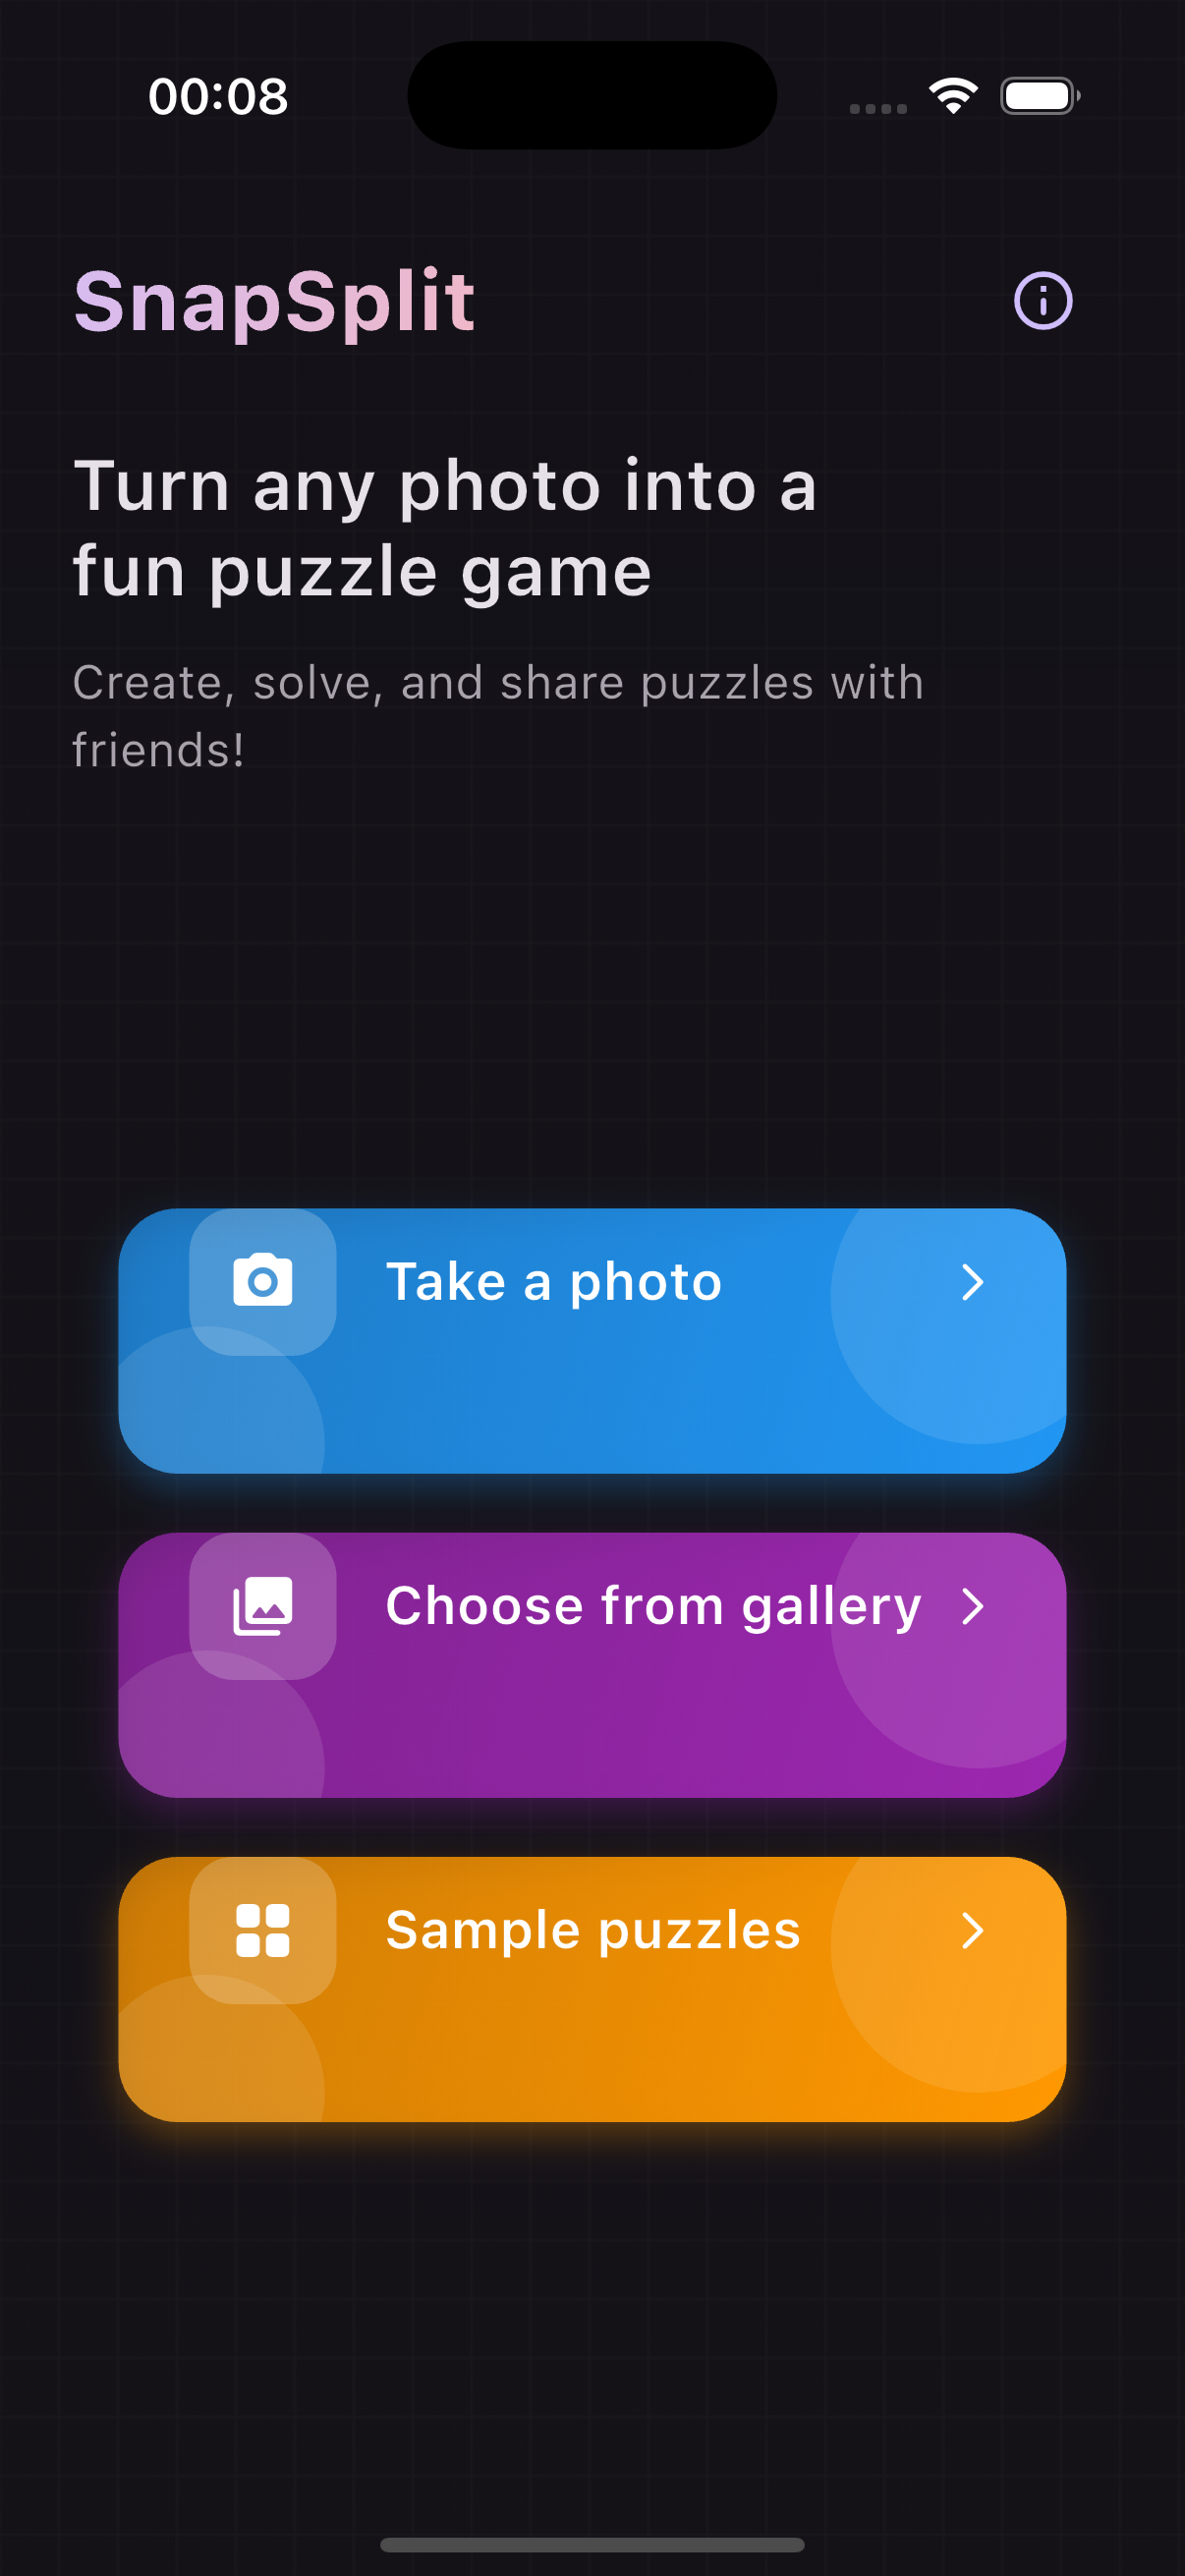 00:08
SnapSplit
Turn any photo into a
fun puzzle game
Create, solve, and share puzzles with
friends!
Take a photo
Choose from gallery
Sample puzzles